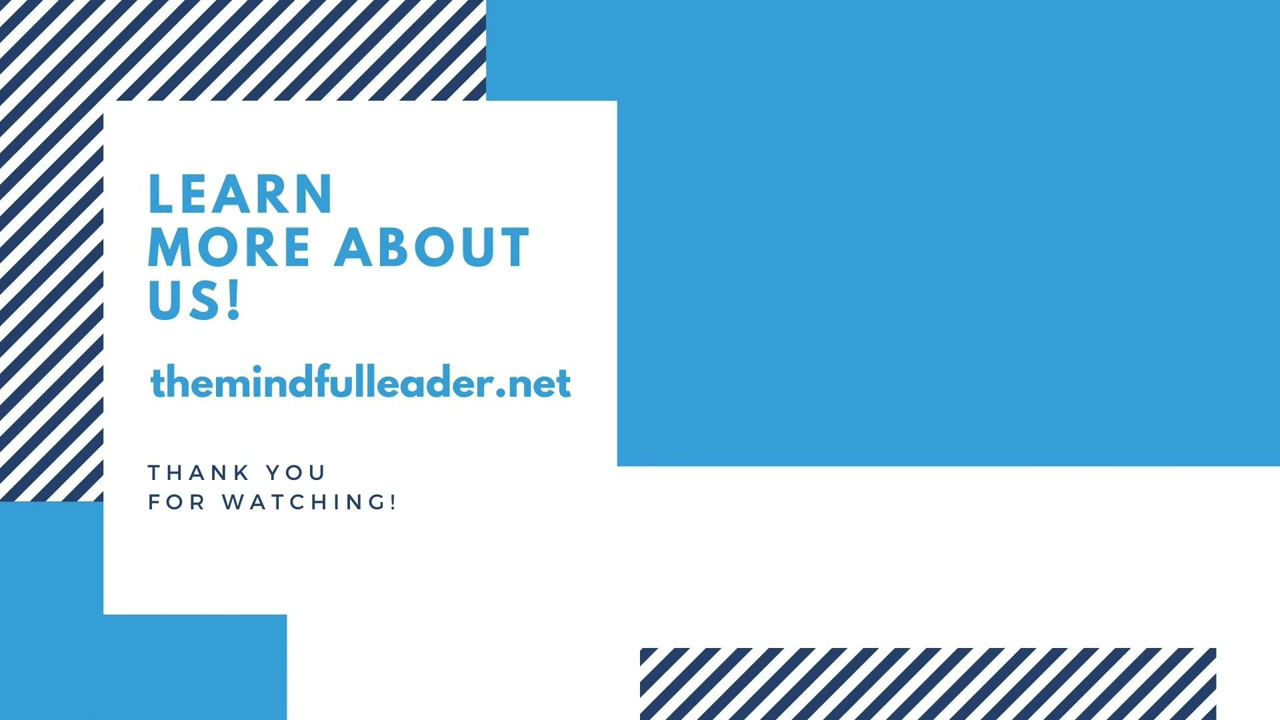 LEARN
MORE ABOUT
US!
themindfulleader.net
THANK YOU
FOR WATCHING!